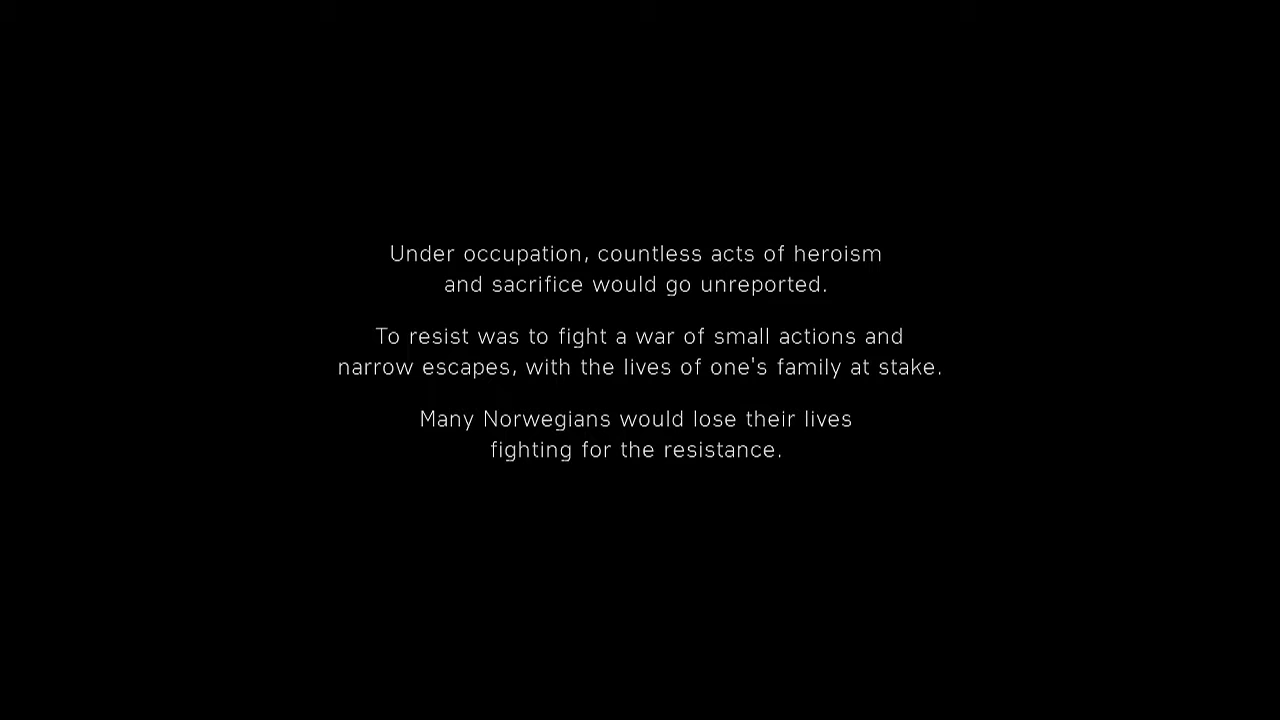 Under occupation, countless acts of heroism
and sacrifice would go unreported.
To resist was to fight a war of small actions and
narrow escapes, with the lives of one's family at stake.
Many Norwegians would lose their lives
fighting for the resistance.